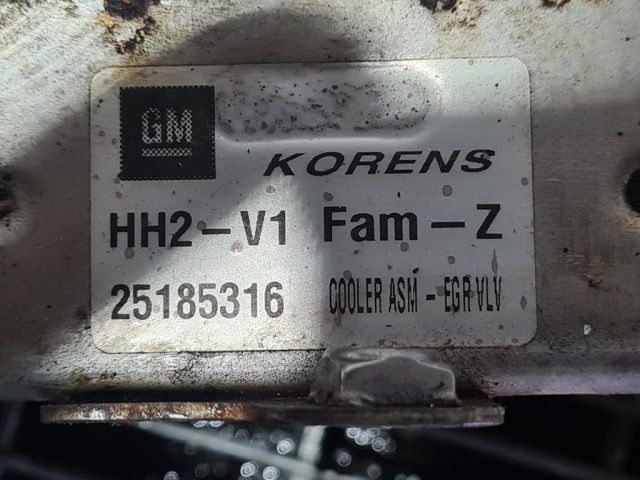 GM
KORENS
HH2-V1 Fam-Z
25185316 COOLER ASM - EGR VLV